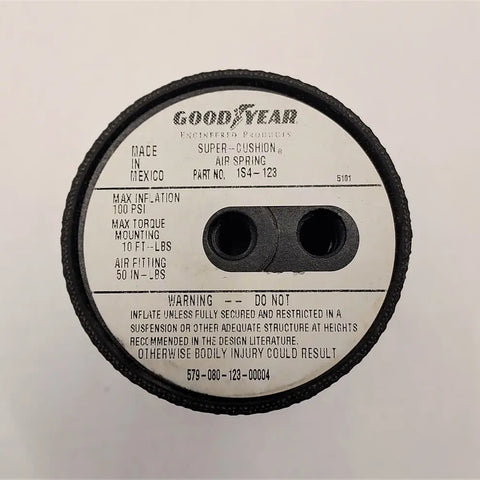 GOODYEAR
ENGINEERED PRODUCTS
MADE IN MEXICO
SUPER-CUSHION®
AIR SPRING
PART NO. 1S4-123
5181
MAX INFLATION
100 PSI
MAX TORQUE
MOUNTING
10 FT-LBS
AIR FITTING
50 IN-LBS
WARNING -- DO NOT
INFLATE UNLESS FULLY SECURED AND RESTRICTED IN A
SUSPENSION OR OTHER ADEQUATE STRUCTURE AT HEIGHTS
RECOMMENDED IN THE DESIGN LITERATURE.
OTHERWISE BODILY INJURY COULD RESULT
579-080-123-00004